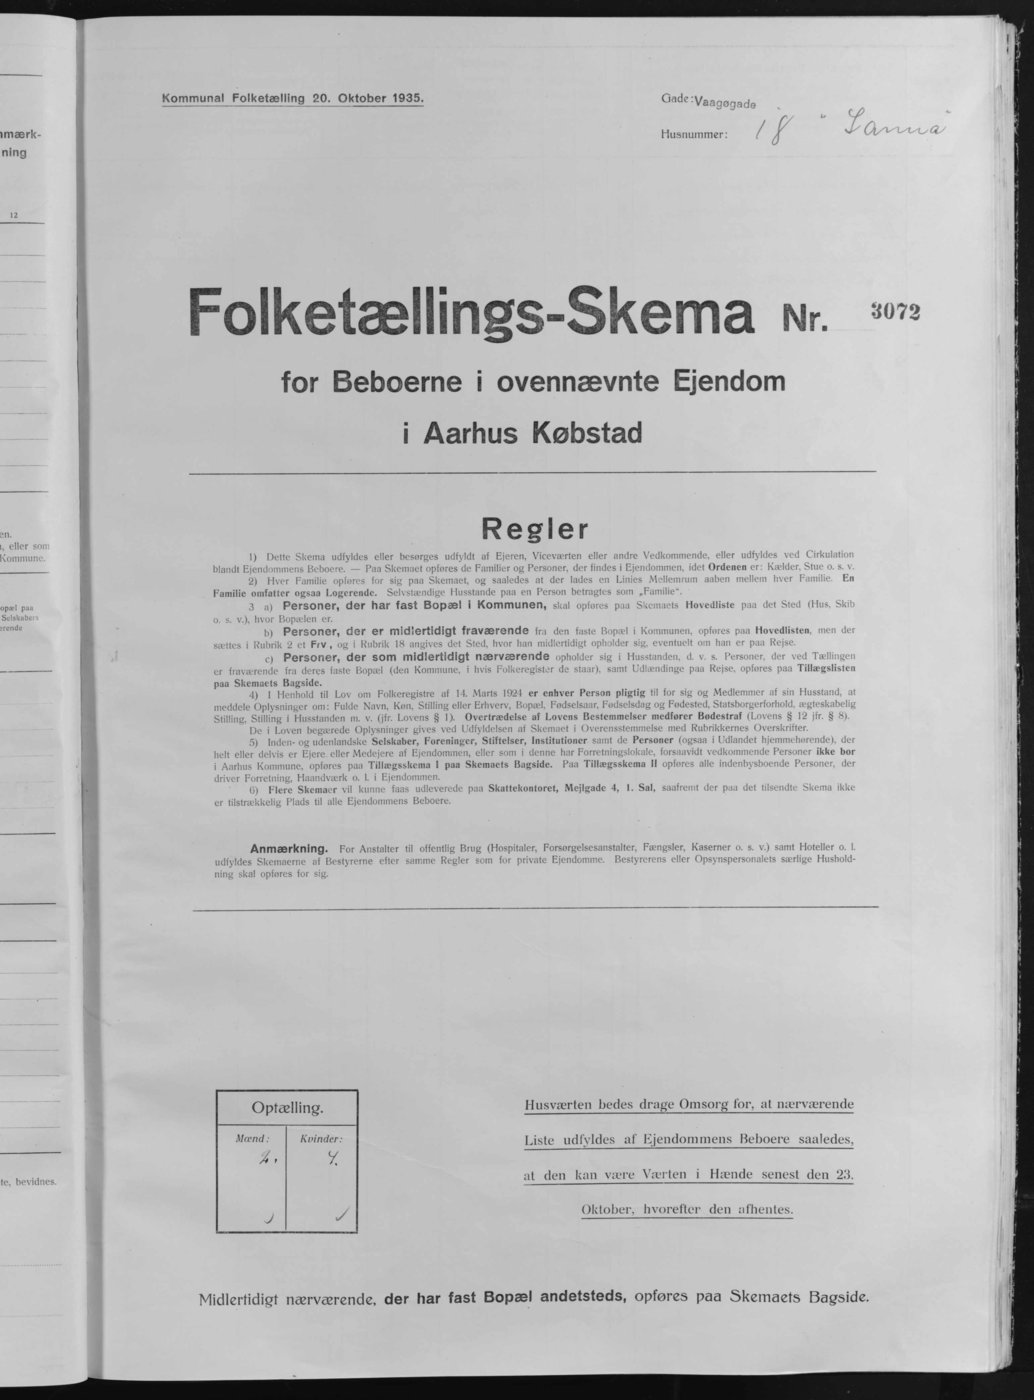 Kommunal Folketælling 20. Oktober 1935.
Gade: Vaagøgade
Husnummer: 18 "Sanna"
Folketællings-Skema Nr. 3072
for Beboerne i ovennævnte Ejendom
i Aarhus Købstad
Regler
1) Dette Skema udfyldes eller besørges udfyldt af Ejeren, Viceværten eller andre Vedkommende, eller udfyldes ved Cirkulation
blandt Ejendommens Beboere. — Paa Skemaet opføres de Familier og Personer, der findes i Ejendommen, idet Ordenen er: Kælder, Stue o. s. v.
2) Hver Familie opføres for sig paa Skemaet, og saaledes at der lades en Linies Mellemrum aaben mellem hver Familie. En
Familie omfatter ogsaa Logerende. Selvstændige Husstande paa en Person betragtes som „Familie“.
3 a) Personer, der har fast Bopæl i Kommunen, skal opføres paa Skemaets Hovedliste paa det Sted (Hus, Skib
o. s. v.), hvor Bopælen er.
b) Personer, der er midlertidigt fraværende fra den faste Bopæl i Kommunen, opføres paa Hovedlisten, men der
sættes i Rubrik 2 et Frv, og i Rubrik 18 angives det Sted, hvor han midlertidigt opholder sig, eventuelt om han er paa Rejse.
c) Personer, der som midlertidigt nærværende opholder sig i Husstanden, d. v. s. Personer, der ved Tællingen
er fraværende fra deres faste Bopæl (den Kommune, i hvis Folkeregister de staar), samt Udlændinge paa Rejse, opføres paa Tillægslisten
paa Skemaets Bagside.
4) I Henhold til Lov om Folkeregistre af 14. Marts 1924 er enhver Person pligtig til for sig og Medlemmer af sin Husstand, at
meddele Oplysninger om: Fulde Navn, Køn, Stilling eller Erhverv, Bopæl, Fødselsaar, Fødselsdag og Fødested, Statsborgerforhold, ægteskabelig
Stilling, Stilling i Husstanden m. v. (jfr. Lovens § 1). Overtrædelse af Lovens Bestemmelser medfører Bødestraf (Lovens § 12 jfr. § 8).
De i Loven begærede Oplysninger gives ved Udfyldelsen af Skemaet i Overensstemmelse med Rubrikkernes Overskrifter.
5) Inden- og udenlandske Selskaber, Foreninger, Stiftelser, Institutioner samt de Personer (ogsaa i Udlandet hjemmehørende), der
helt eller delvis er Ejere eller Medejere af Ejendommen, eller som i denne har Forretningslokale, forsaavidt vedkommende Personer ikke bor
i Aarhus Kommune, opføres paa Tillægsskema I paa Skemaets Bagside. Paa Tillægsskema II opføres alle indenbysboende Personer, der
driver Forretning, Haandværk o. l. i Ejendommen.
6) Flere Skemaer vil kunne faas udleverede paa Skattekontoret, Mejlgade 4, 1. Sal, saafremt der paa det tilsendte Skema ikke
er tilstrækkelig Plads til alle Ejendommens Beboere.
Anmærkning. For Anstalter til offentlig Brug (Hospitaler, Forsørgelsesanstalter, Fængsler, Kaserner o. s. v.) samt Hoteller o. l.
udfyldes Skemaerne af Bestyrerne efter samme Regler som for private Ejendomme. Bestyrerens eller Opsynspersonalets særlige Hushold-
ning skal opføres for sig.
Optælling.
Mænd: Kvinder:
2. 4.
Husværten bedes drage Omsorg for, at nærværende
Liste udfyldes af Ejendommens Beboere saaledes,
at den kan være Værten i Hænde senest den 23.
Oktober, hvorefter den afhentes.
Midlertidigt nærværende, der har fast Bopæl andetsteds, opføres paa Skemaets Bagside.
mærk-
ning
12
en.
, eller som
Kommune.
opæl paa
Selskabers
erende
te, bevidnes.